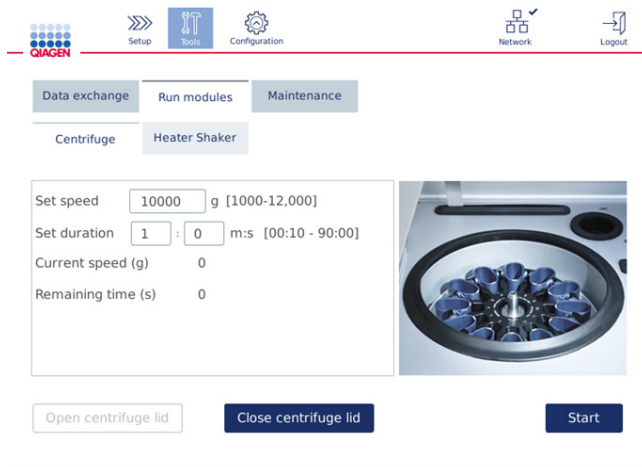 QIAGEN
Setup
Tools
Configuration
Network
Logout
Data exchange Run modules Maintenance
Centrifuge Heater Shaker
Set speed 10000 g [1000-12,000]
Set duration 1 : 0 m:s [00:10 - 90:00]
Current speed (g) 0
Remaining time (s) 0
Open centrifuge lid Close centrifuge lid Start